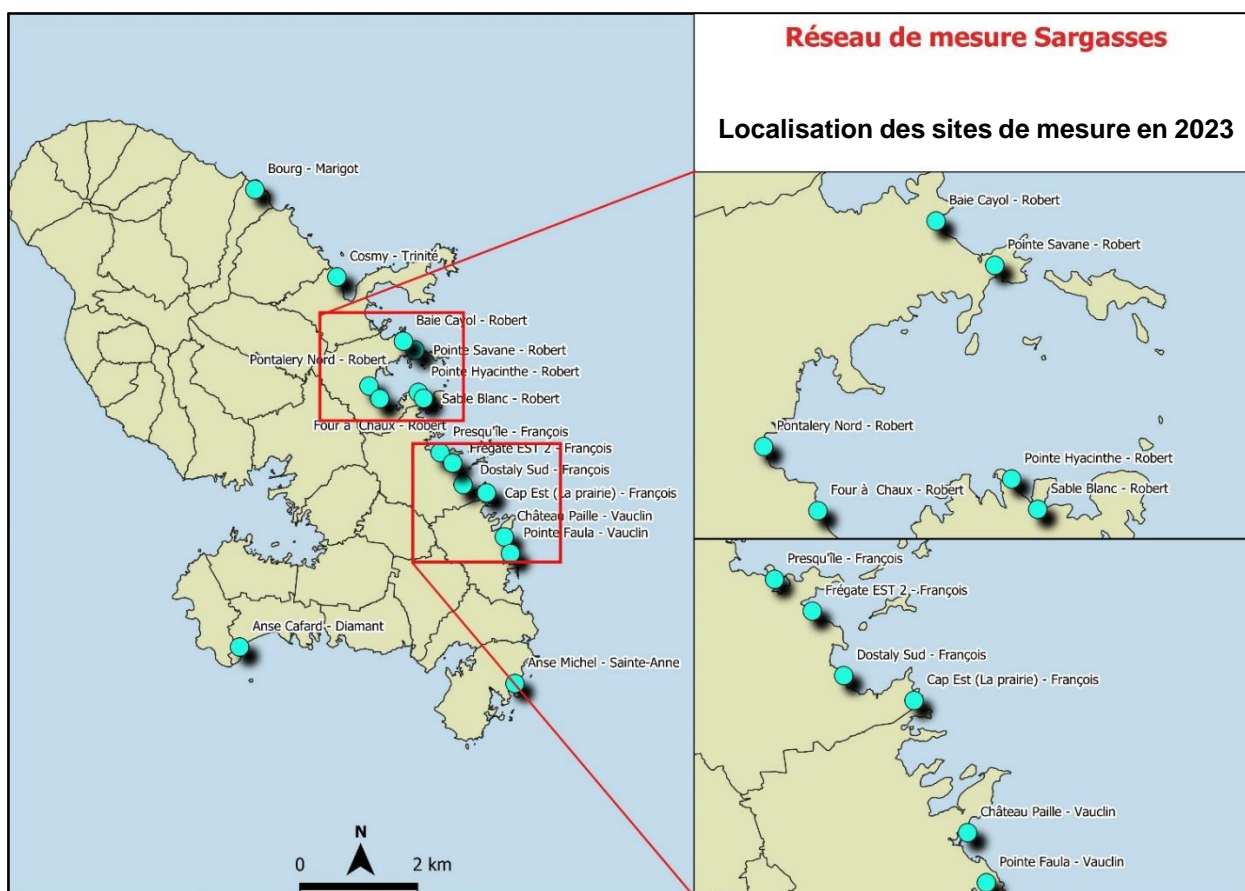 Réseau de mesure Sargasses
Localisation des sites de mesure en 2023
Bourg - Marigot
Cosmy - Trinité
Baie Cayol - Robert
Pointe Savane - Robert
Pontalery Nord - Robert
Pointe Hyacinthe - Robert
Sable Blanc - Robert
Four à Chaux - Robert
Presqu'île - François
Frégate EST 2 - François
Dostaly Sud - François
Cap Est (La prairie) - François
Château Paille - Vauclin
Pointe Faula - Vauclin
Anse Cafard - Diamant
Anse Michel - Sainte-Anne
N
0 2 km
Baie Cayol - Robert
Pointe Savane - Robert
Pontalery Nord - Robert
Pointe Hyacinthe - Robert
Four à Chaux - Robert
Sable Blanc - Robert
Presqu'île - François
Frégate EST 2 - François
Dostaly Sud - François
Cap Est (La prairie) - François
Château Paille - Vauclin
Pointe Faula - Vauclin